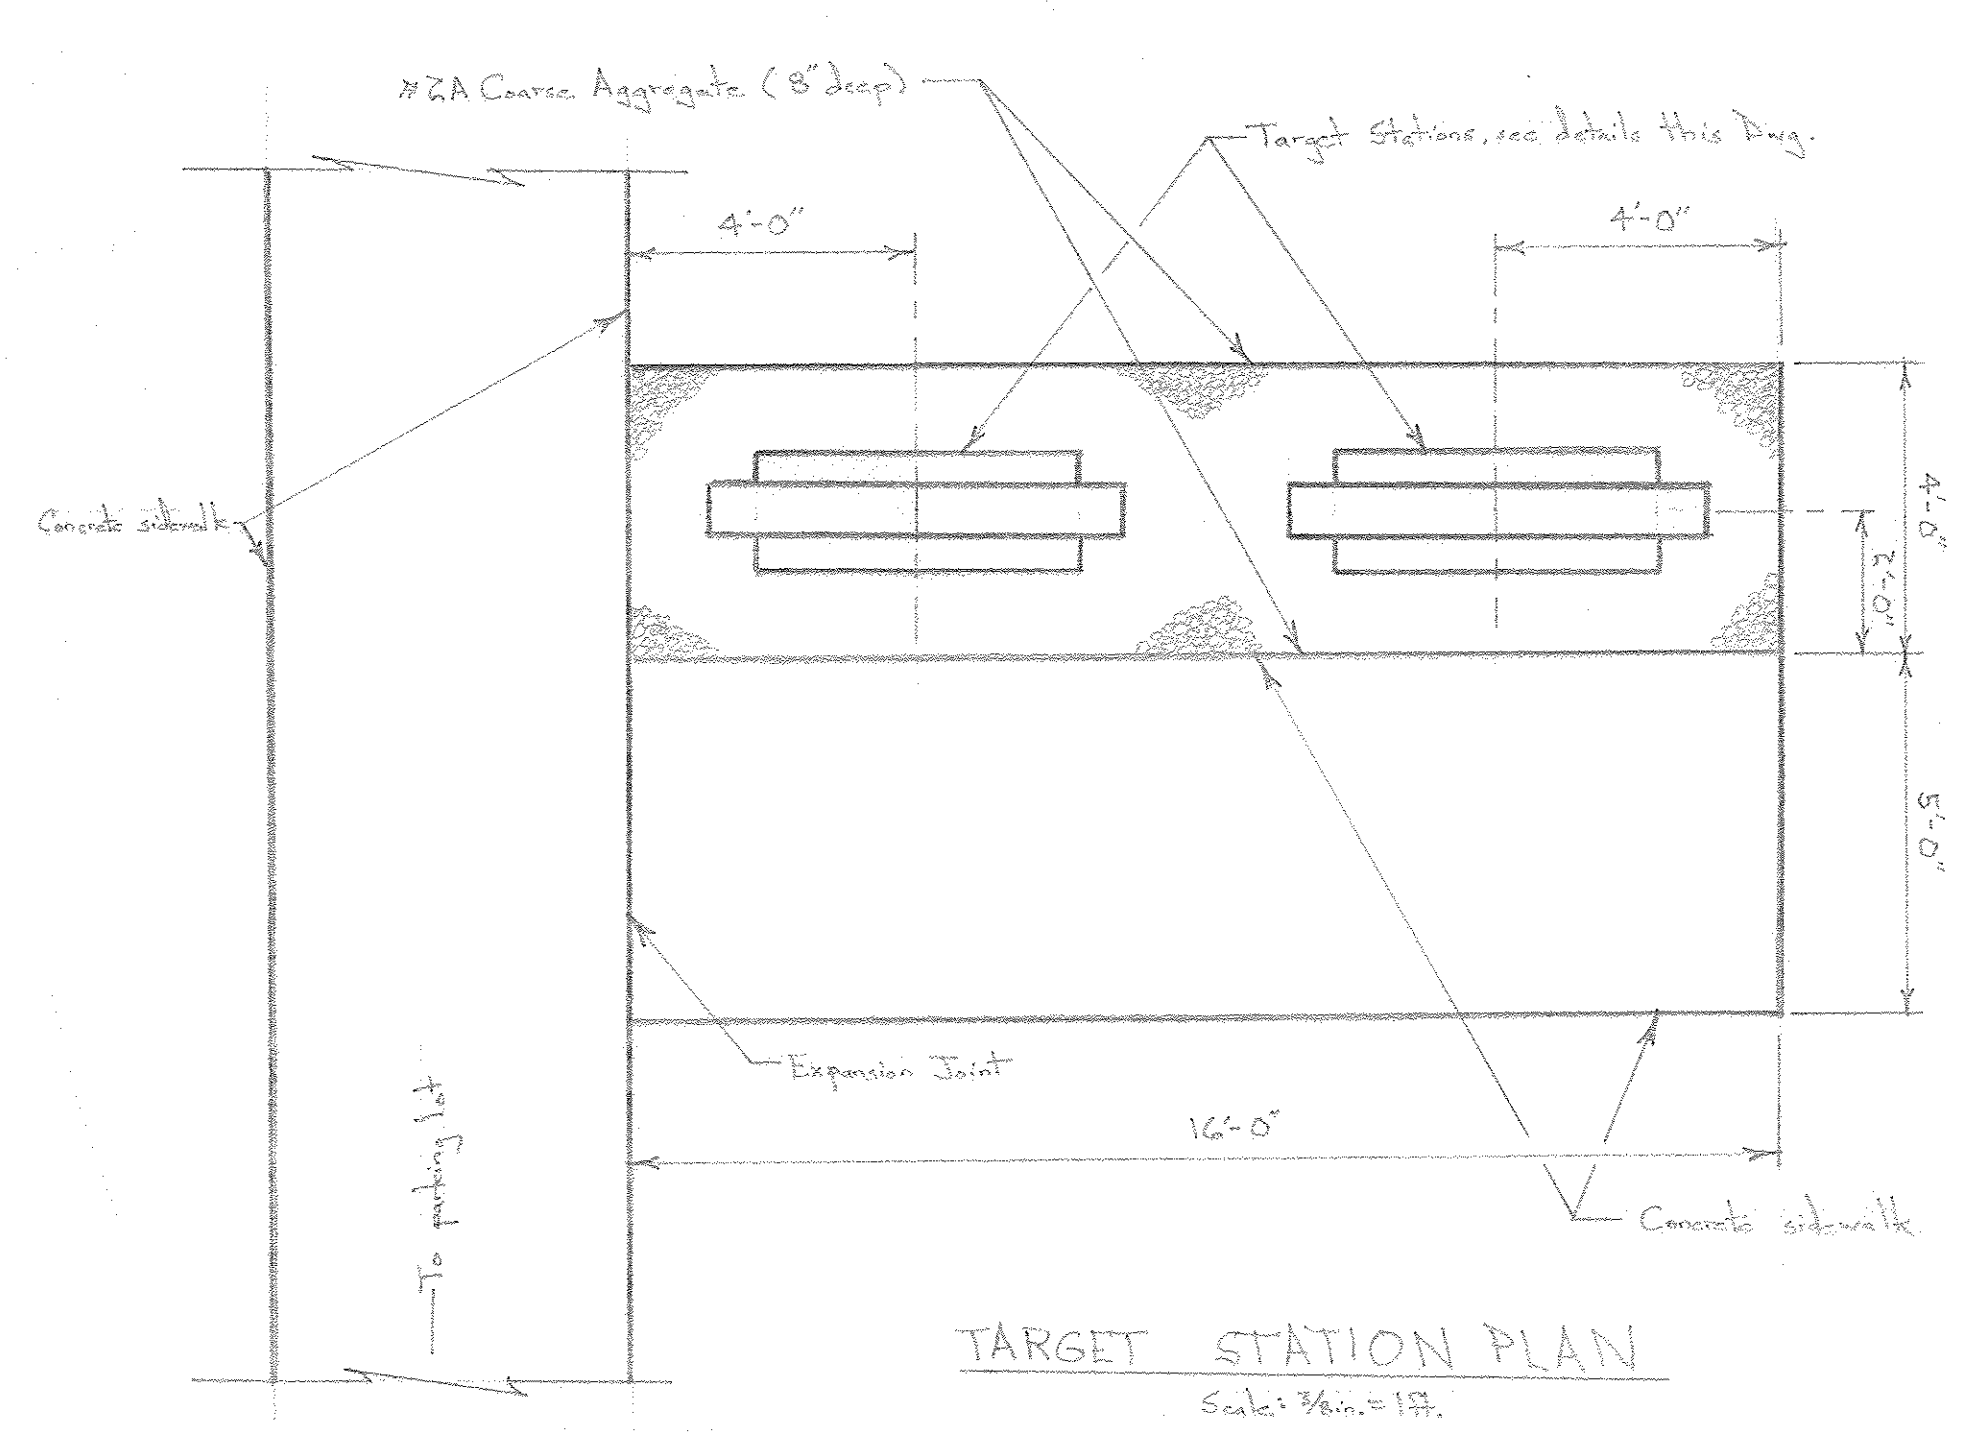 #2A Coarse Aggregate (8" deep)
Target Stations, see details this Dwg.
4'-0"
4'-0"
Concrete sidewalk
4'-0"
2'-0"
5'-0"
Expansion Joint
To parking lot
16'-0"
Concrete sidewalk
TARGET STATION PLAN
Scale: 3/8in. = 1ft.